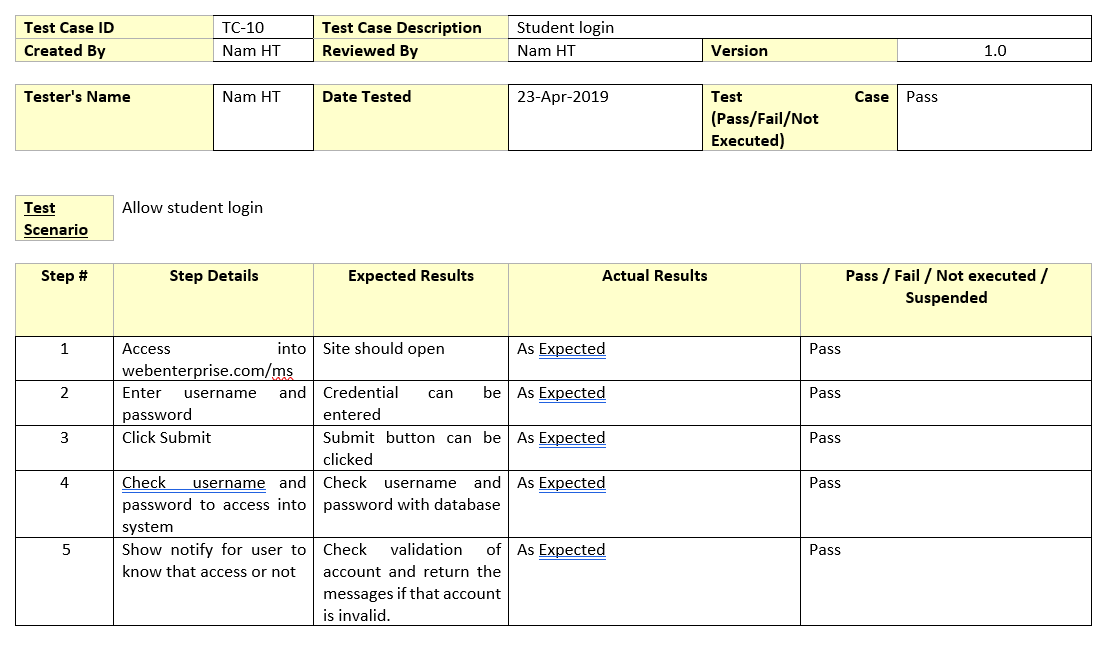 Test Case ID TC-10 Test Case Description Student login
Created By Nam HT Reviewed By Nam HT Version 1.0
Tester's Name Nam HT Date Tested 23-Apr-2019 Test Case Pass
(Pass/Fail/Not
Executed)
Test Allow student login
Scenario
Step # Step Details Expected Results Actual Results Pass / Fail / Not executed /
Suspended
1 Access into Site should open As Expected Pass
webenterprise.com/ms
2 Enter username and Credential can be As Expected Pass
password entered
3 Click Submit Submit button can be As Expected Pass
clicked
4 Check username and Check username and As Expected Pass
password to access into password with database
system
5 Show notify for user to Check validation of As Expected Pass
know that access or not account and return the
messages if that account
is invalid.